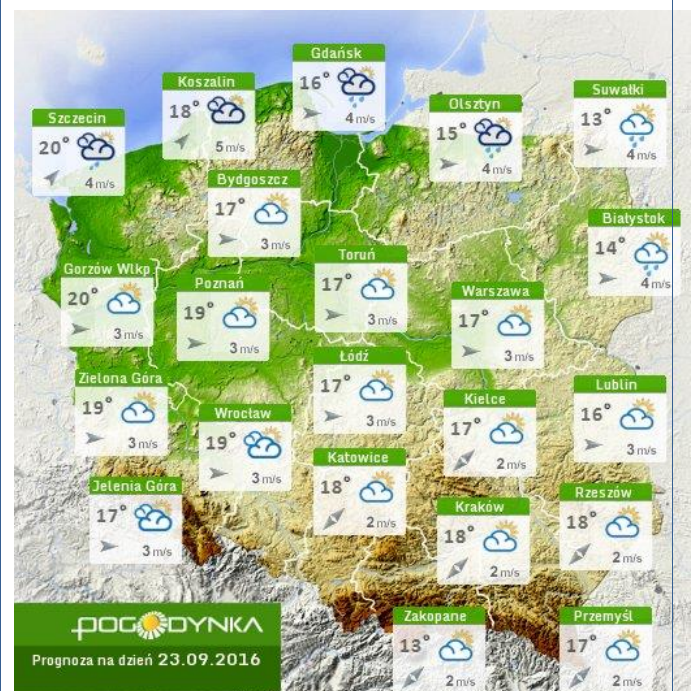 Gdańsk
16°
4 m/s
Koszalin
18°
5 m/s
Suwałki
13°
4 m/s
Olsztyn
15°
4 m/s
Szczecin
20°
4 m/s
Bydgoszcz
17°
3 m/s
Białystok
14°
4 m/s
Toruń
17°
3 m/s
Gorzów Wlkp
20°
3 m/s
Poznań
19°
3 m/s
Warszawa
17°
3 m/s
Łódź
17°
3 m/s
Zielona Góra
19°
3 m/s
Lublin
16°
3 m/s
Kielce
17°
2 m/s
Wrocław
19°
3 m/s
Katowice
18°
2 m/s
Jelenia Góra
17°
3 m/s
Rzeszów
18°
2 m/s
Kraków
18°
2 m/s
Zakopane
13°
2 m/s
Przemyśl
17°
2 m/s
POGODYNKA
Prognoza na dzień 23.09.2016